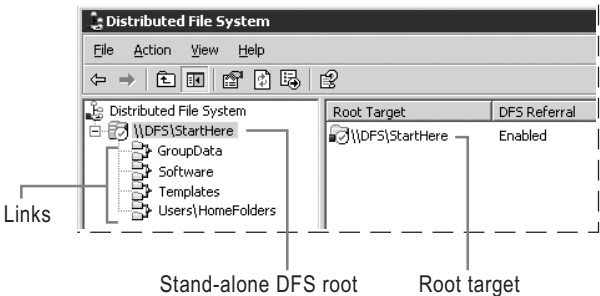 Distributed File System
File Action View Help
Distributed File System
\\DFS\StartHere
GroupData
Software
Templates
Users\HomeFolders
Root Target DFS Referral
\\DFS\StartHere Enabled
Links
Stand-alone DFS root Root target